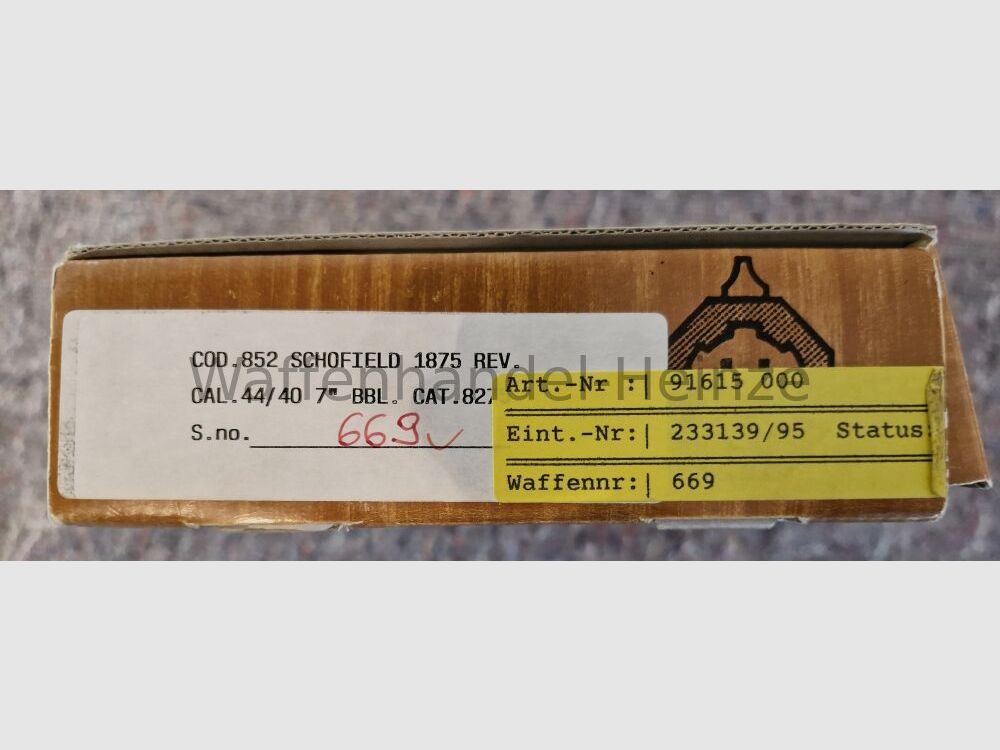 COD.852 SCHOFIELD 1875 REV.
CAL.44/40 7" BBL. CAT.827
S.no. 669
Art.-Nr :| 91615 000
Eint.-Nr:| 233139/95 Status:
Waffennr:| 669
Waffenhandel Heinze